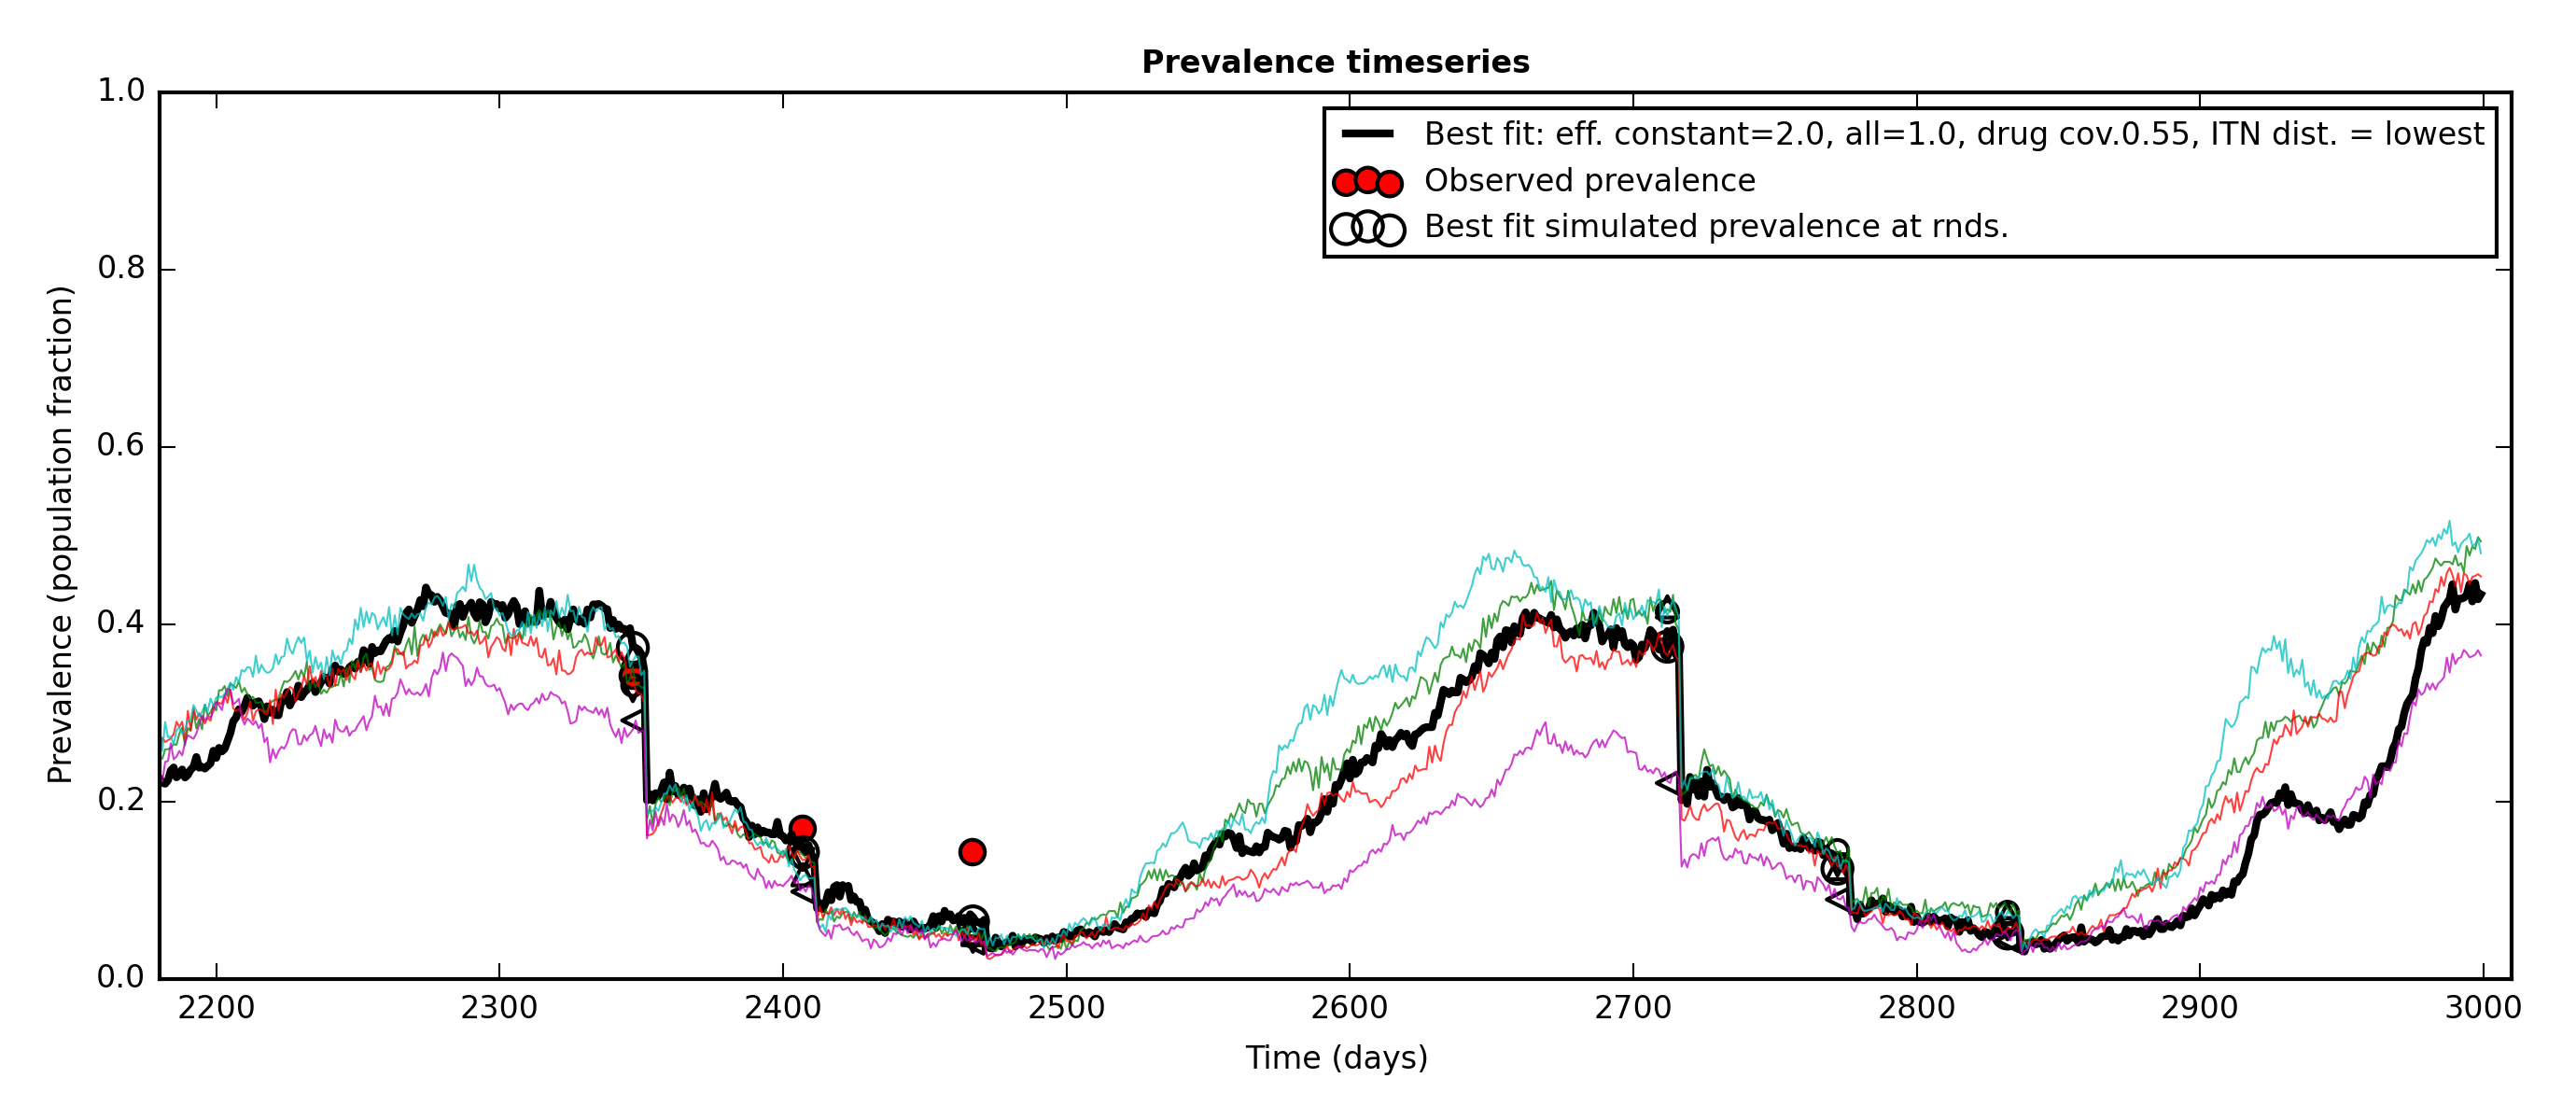 Prevalence timeseries
1.0
0.8
0.6
0.4
0.2
0.0
Prevalence (population fraction)
Best fit: eff. constant=2.0, all=1.0, drug cov.0.55, ITN dist. = lowest
Observed prevalence
Best fit simulated prevalence at rnds.
2200 2300 2400 2500 2600 2700 2800 2900 3000
Time (days)